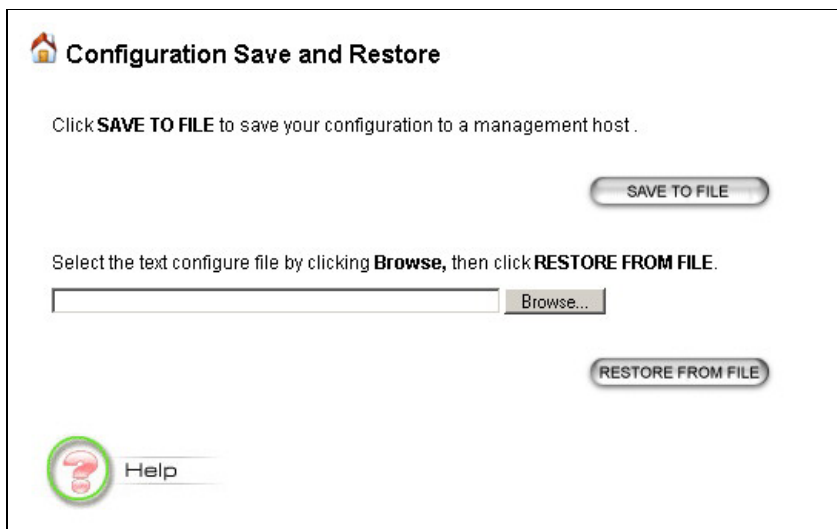 Configuration Save and Restore
Click SAVE TO FILE to save your configuration to a management host .
SAVE TO FILE
Select the text configure file by clicking Browse, then click RESTORE FROM FILE.
Browse...
RESTORE FROM FILE
Help